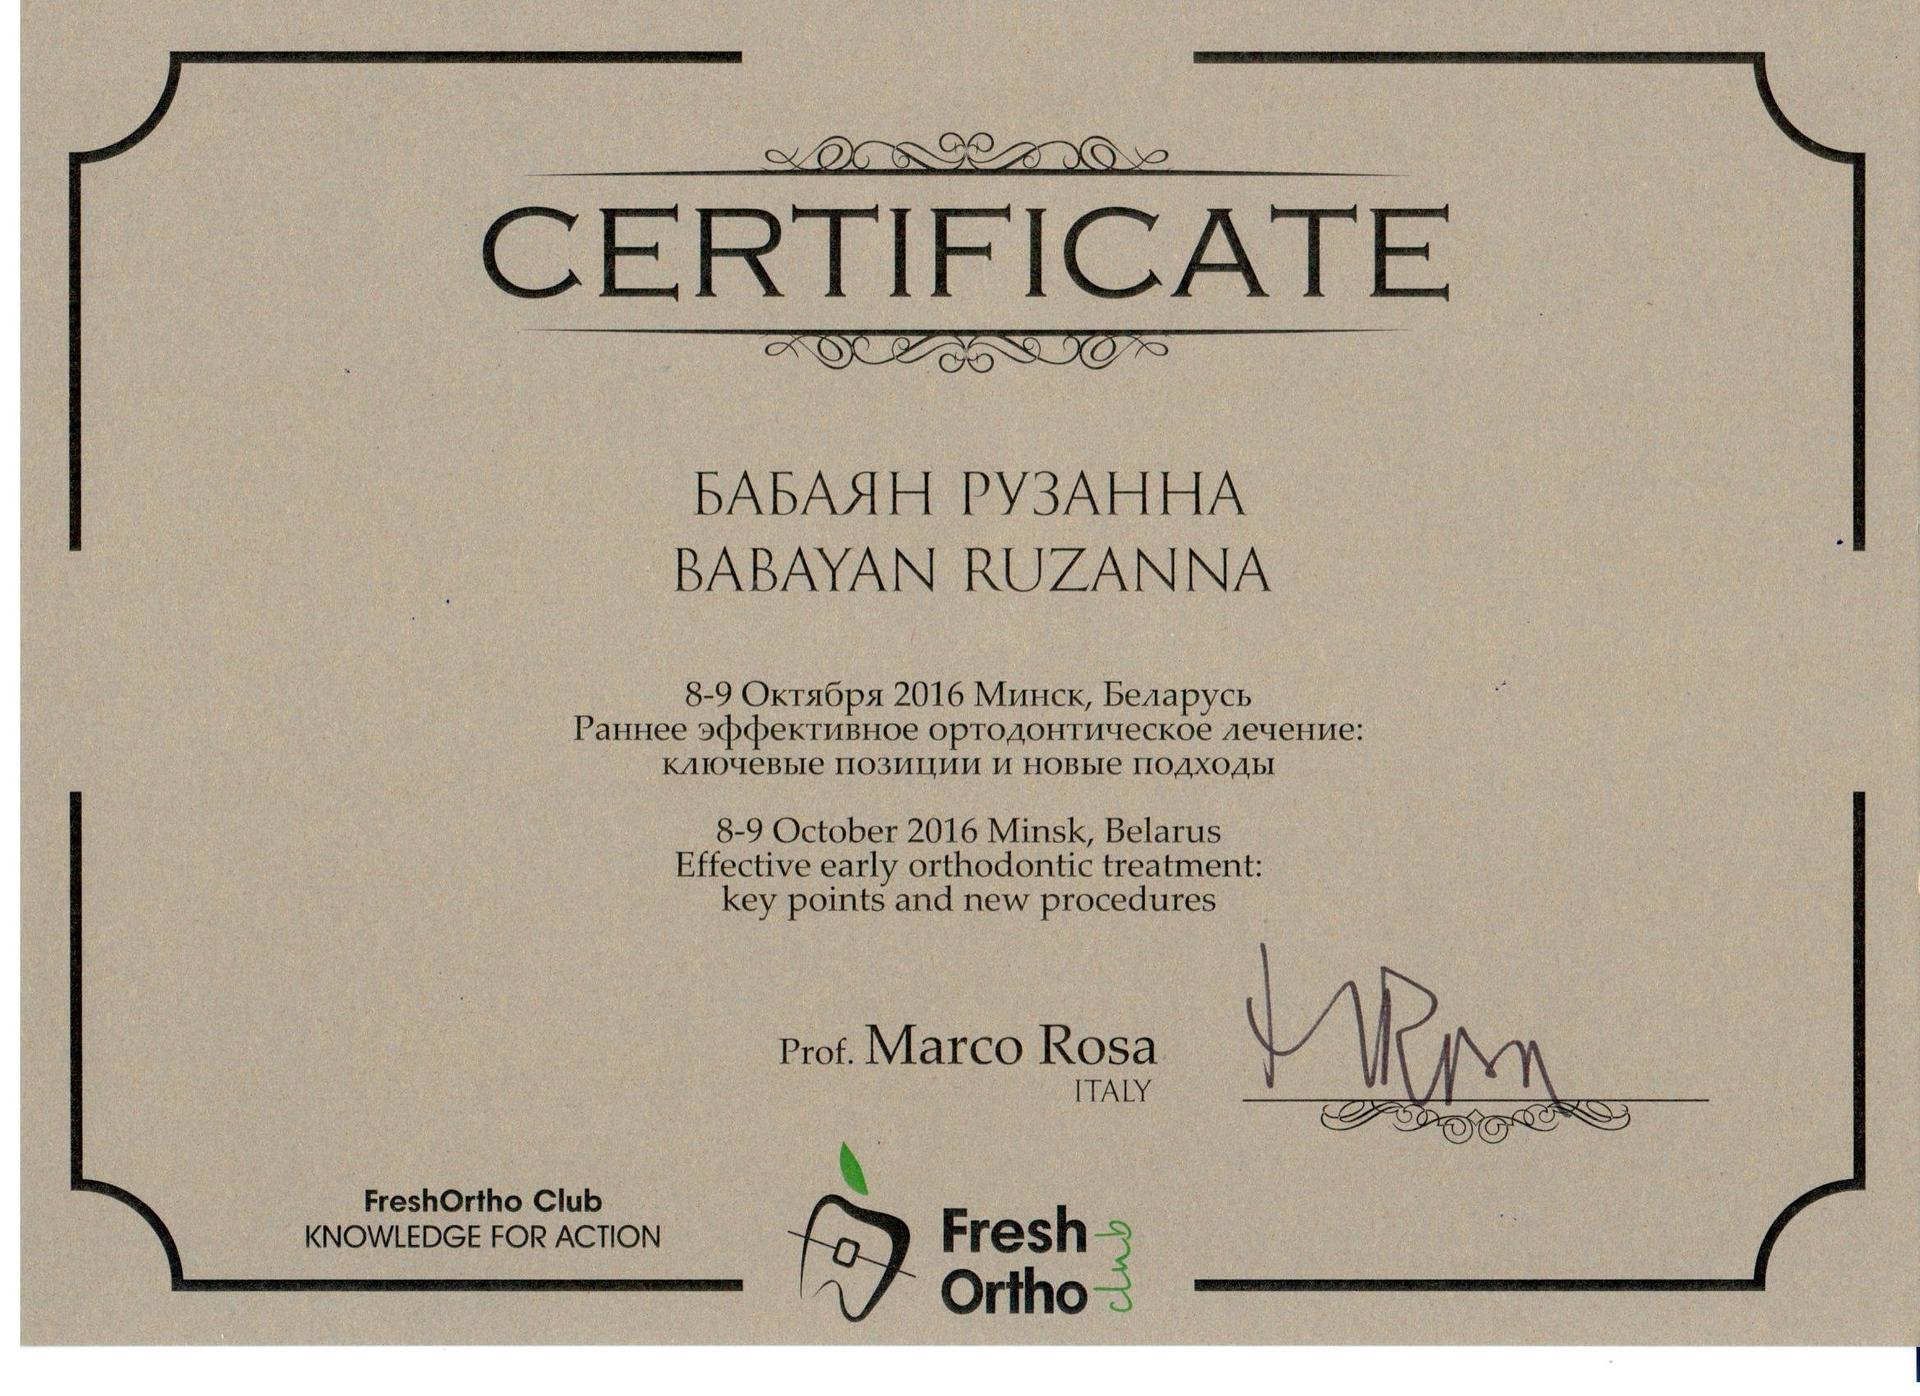 CERTIFICATE
БАБАЯН РУЗАННА
BABAYAN RUZANNA
8-9 Октября 2016 Минск, Беларусь
Раннее эффективное ортодонтическое лечение:
ключевые позиции и новые подходы
8-9 October 2016 Minsk, Belarus
Effective early orthodontic treatment:
key points and new procedures
Prof. Marco Rosa
ITALY
FreshOrtho Club
KNOWLEDGE FOR ACTION
Fresh
Ortho
club